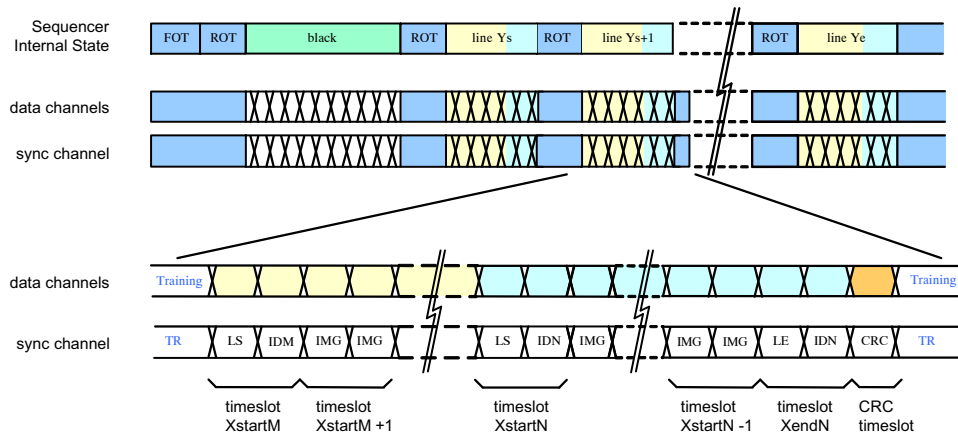 Sequencer
Internal State
FOT ROT black ROT line Ys ROT line Ys+1 ROT line Ye
data channels
sync channel
data channels
Training Training
sync channel
TR LS IDM IMG IMG LS IDN IMG IMG IMG LE IDN CRC TR
timeslot timeslot timeslot timeslot timeslot CRC
XstartM XstartM +1 XstartN XstartN -1 XendN timeslot